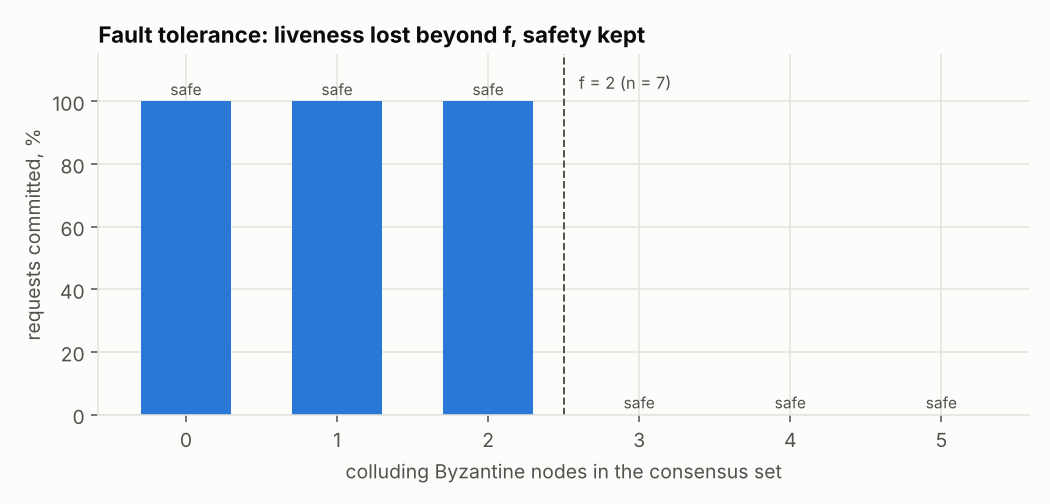 Fault tolerance: liveness lost beyond f, safety kept
requests committed, %
100
80
60
40
20
0
safe
safe
safe
f = 2 (n = 7)
safe
safe
safe
0
1
2
3
4
5
colluding Byzantine nodes in the consensus set